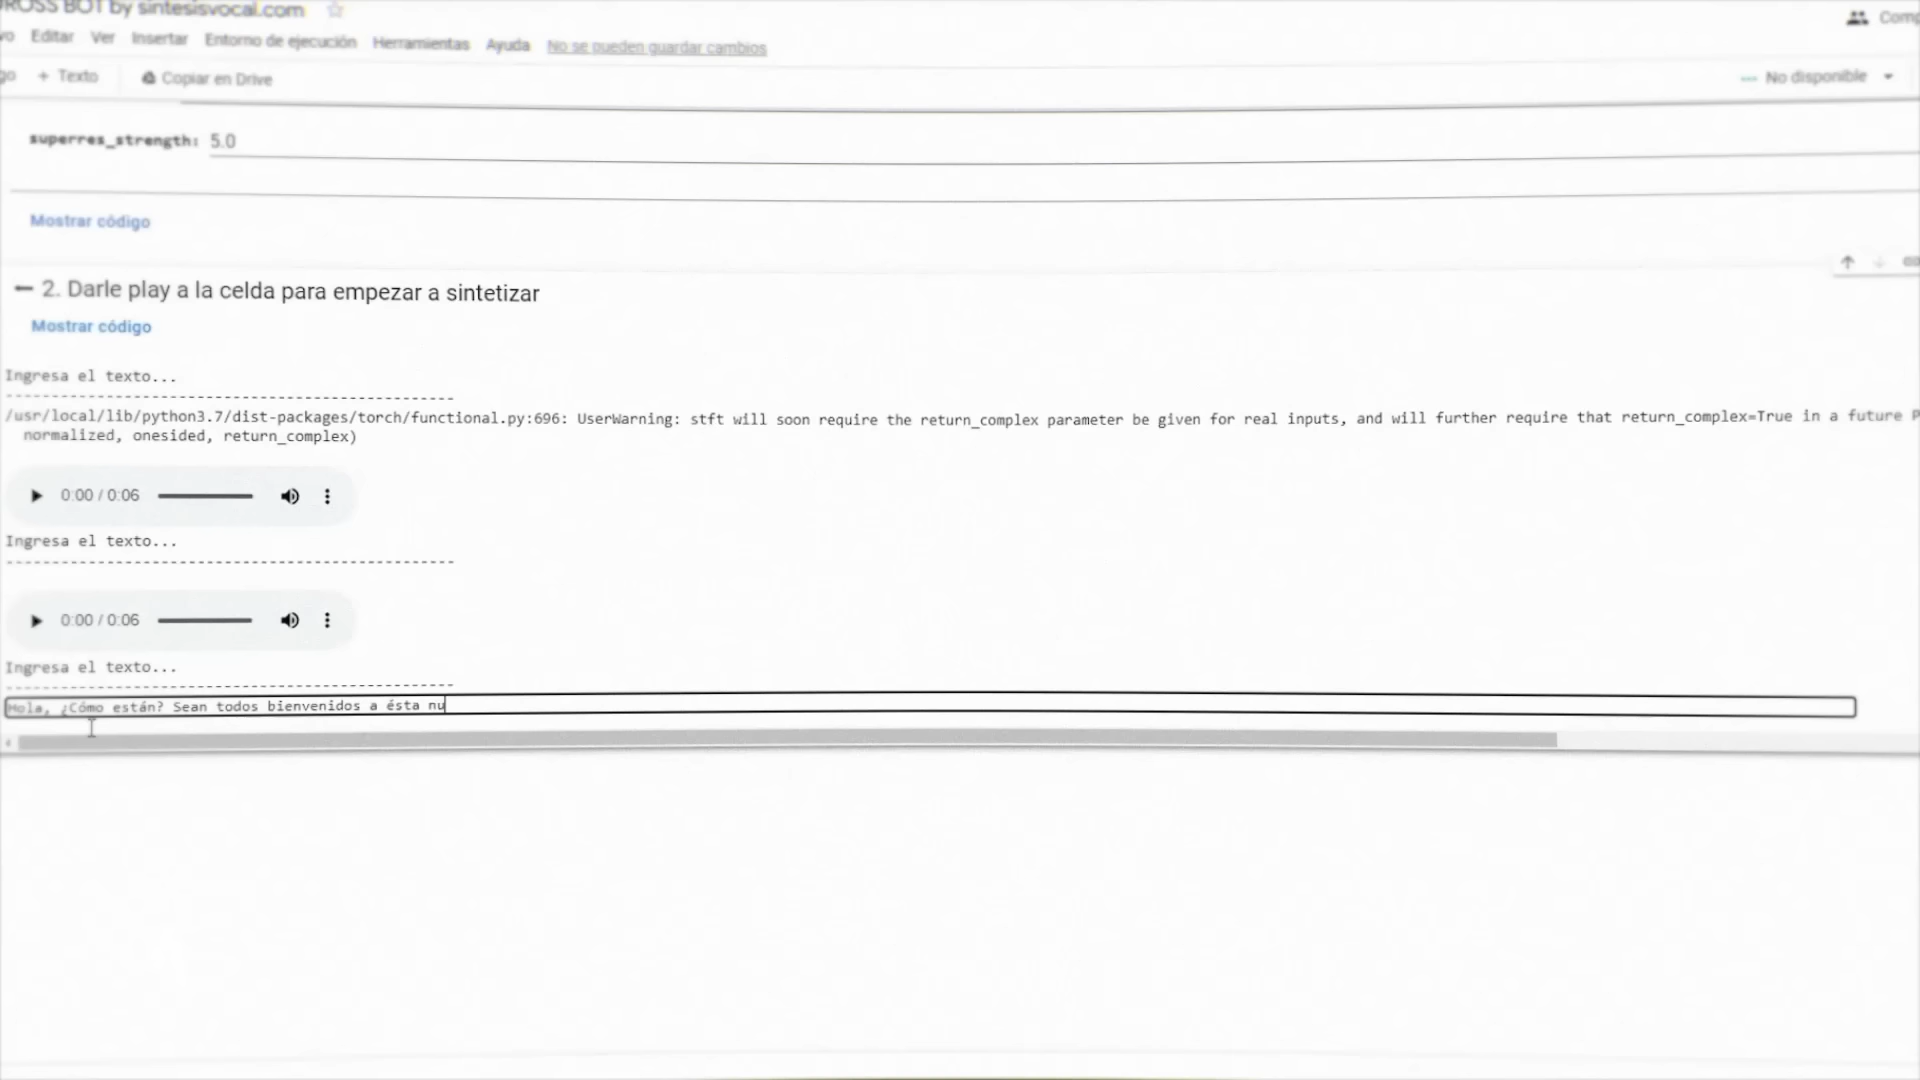 BOT by sintesisvocal.com
Editar Ver Insertar Entorno de ejecución Herramientas Ayuda No se pueden guardar cambios
+ Texto Copiar en Drive
No disponible
superres_strength: 5.0
Mostrar código
2. Darle play a la celda para empezar a sintetizar
Mostrar código
Ingresa el texto...
--------------------------------------------------
/usr/local/lib/python3.7/dist-packages/torch/functional.py:696: UserWarning: stft will soon require the return_complex parameter be given for real inputs, and will further require that return_complex=True in a future P
normalized, onesided, return_complex)
0:00 / 0:06
Ingresa el texto...
--------------------------------------------------
0:00 / 0:06
Ingresa el texto...
--------------------------------------------------
Hola, ¿Cómo están? Sean todos bienvenidos a ésta nu